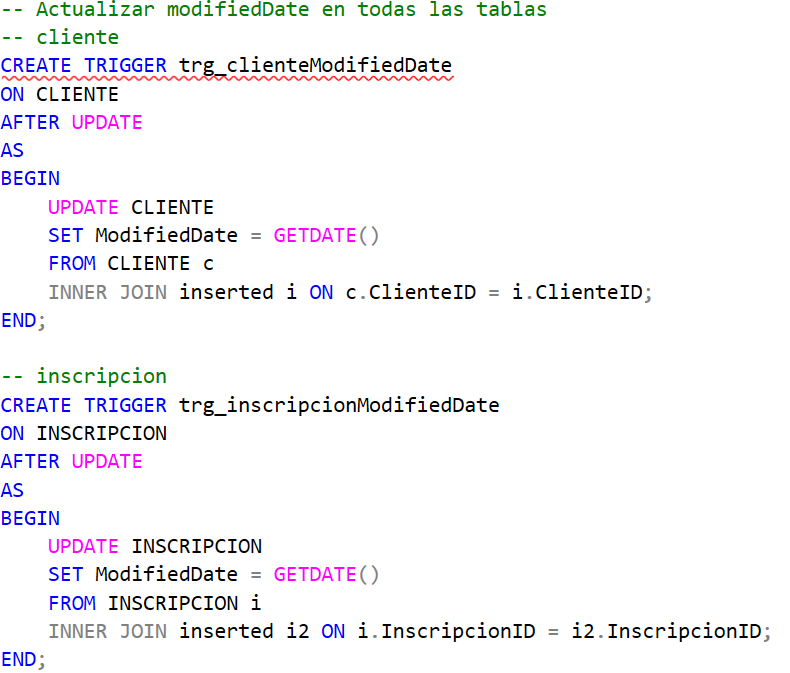 -- Actualizar modifiedDate en todas las tablas
-- cliente
CREATE TRIGGER trg_clienteModifiedDate
ON CLIENTE
AFTER UPDATE
AS
BEGIN
    UPDATE CLIENTE
    SET ModifiedDate = GETDATE()
    FROM CLIENTE c
    INNER JOIN inserted i ON c.ClienteID = i.ClienteID;
END;

-- inscripcion
CREATE TRIGGER trg_inscripcionModifiedDate
ON INSCRIPCION
AFTER UPDATE
AS
BEGIN
    UPDATE INSCRIPCION
    SET ModifiedDate = GETDATE()
    FROM INSCRIPCION i
    INNER JOIN inserted i2 ON i.InscripcionID = i2.InscripcionID;
END;